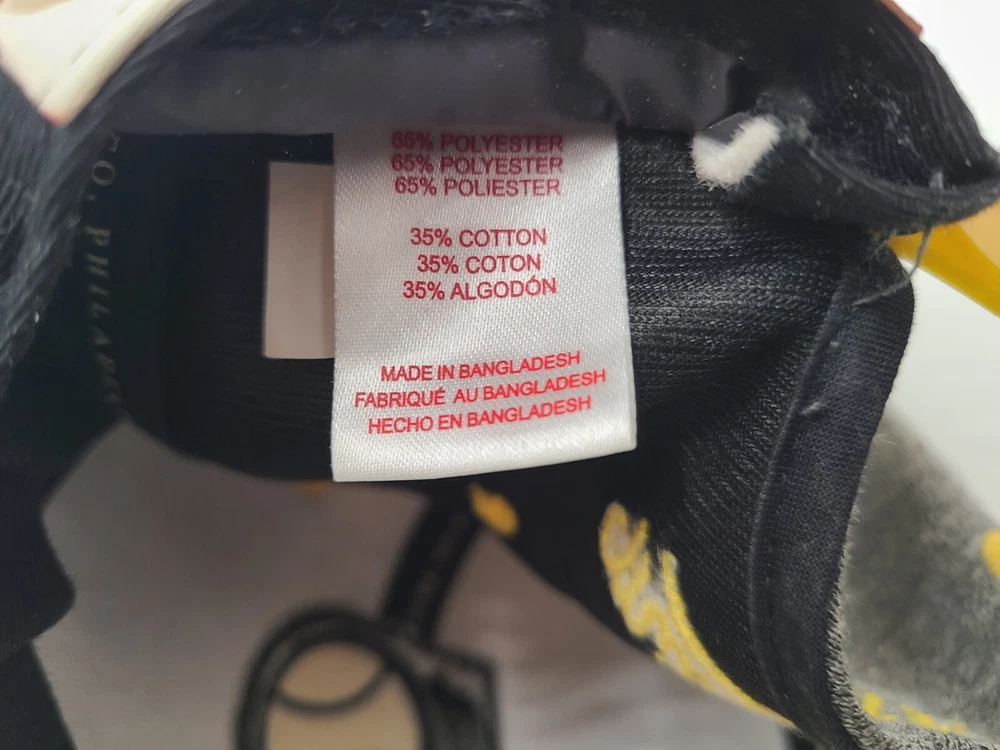 65% POLYESTER
65% POLYESTER
65% POLIESTER
35% COTTON
35% COTON
35% ALGODÓN
MADE IN BANGLADESH
FABRIQUÉ AU BANGLADESH
HECHO EN BANGLADESH